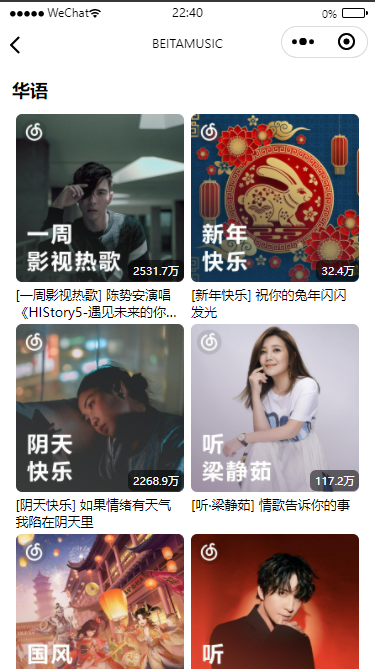 WeChat
22:40
0%
BEITAMUSIC
华语
一周
影视热歌
2531.7万
新年
快乐
32.4万
[一周影视热歌] 陈势安演唱
《HIStory5-遇见未来的你...
[新年快乐] 祝你的兔年闪闪
发光
阴天
快乐
2268.9万
听
梁静茹
117.2万
[阴天快乐] 如果情绪有天气
我陷在阴天里
[听·梁静茹] 情歌告诉你的事
国风
听